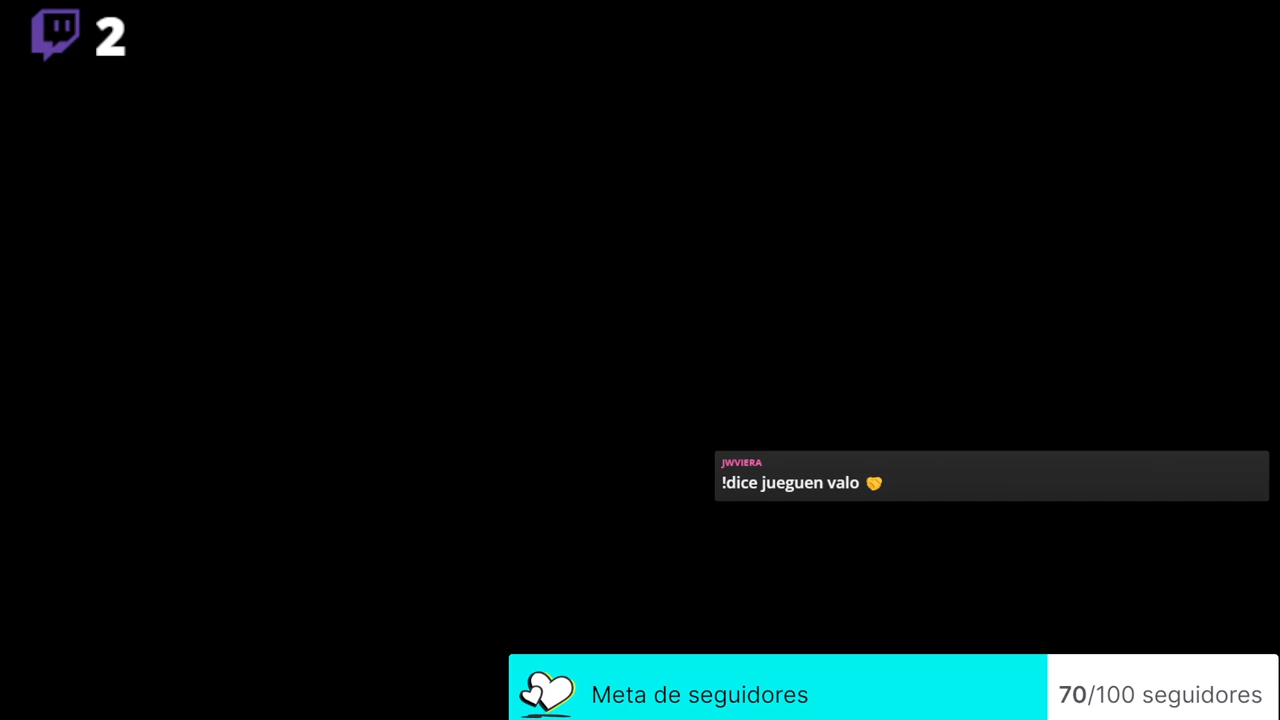 2
JWVIERA
!dice jueguen valo 🤝
Meta de seguidores
70/100 seguidores